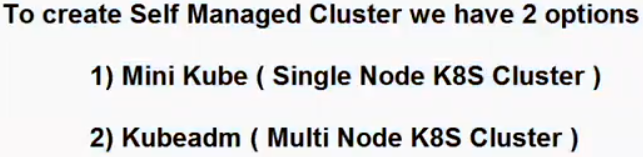 To create Self Managed Cluster we have 2 options
1) Mini Kube ( Single Node K8S Cluster )
2) Kubeadm ( Multi Node K8S Cluster )